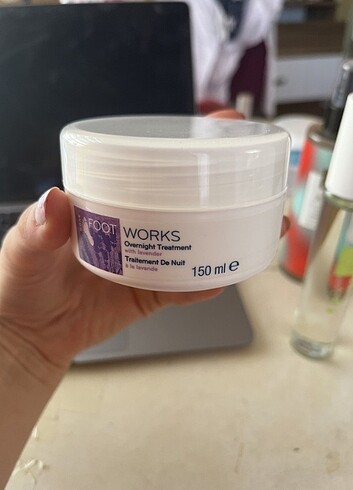 FOOT WORKS
Overnight Treatment
with lavender
Traitement De Nuit
à la lavande
150 ml e